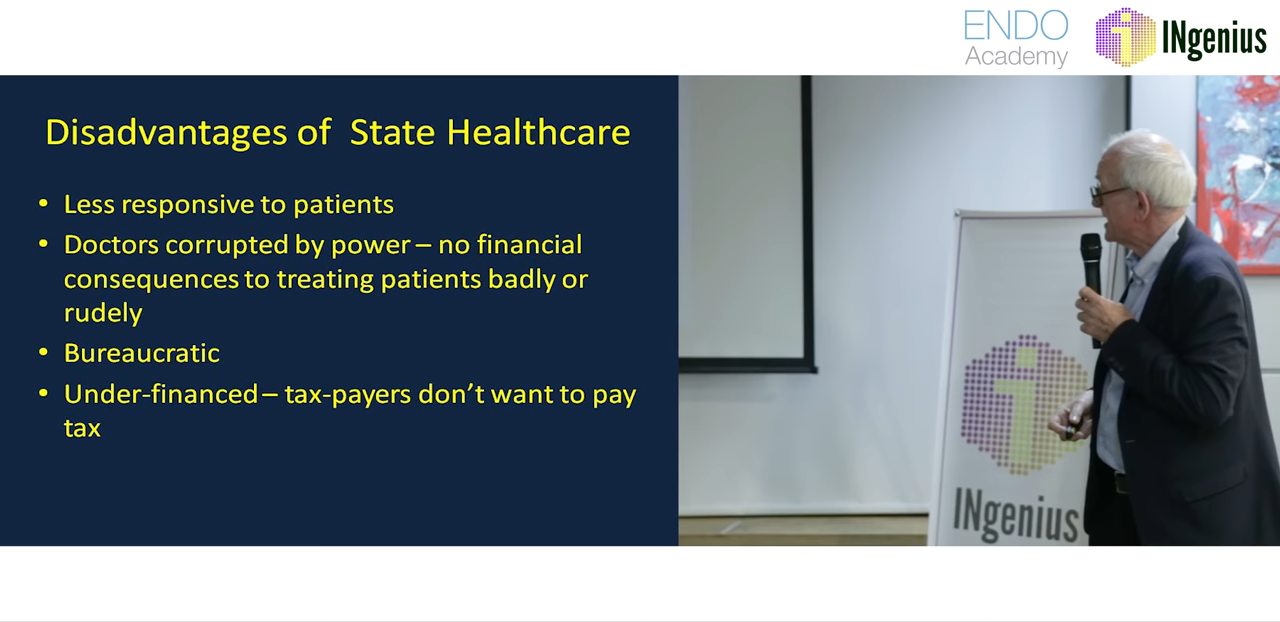 ENDO
Academy
INgenius
Disadvantages of  State Healthcare
• Less responsive to patients
• Doctors corrupted by power – no financial
consequences to treating patients badly or
rudely
• Bureaucratic
• Under-financed – tax-payers don’t want to pay
tax
INgenius